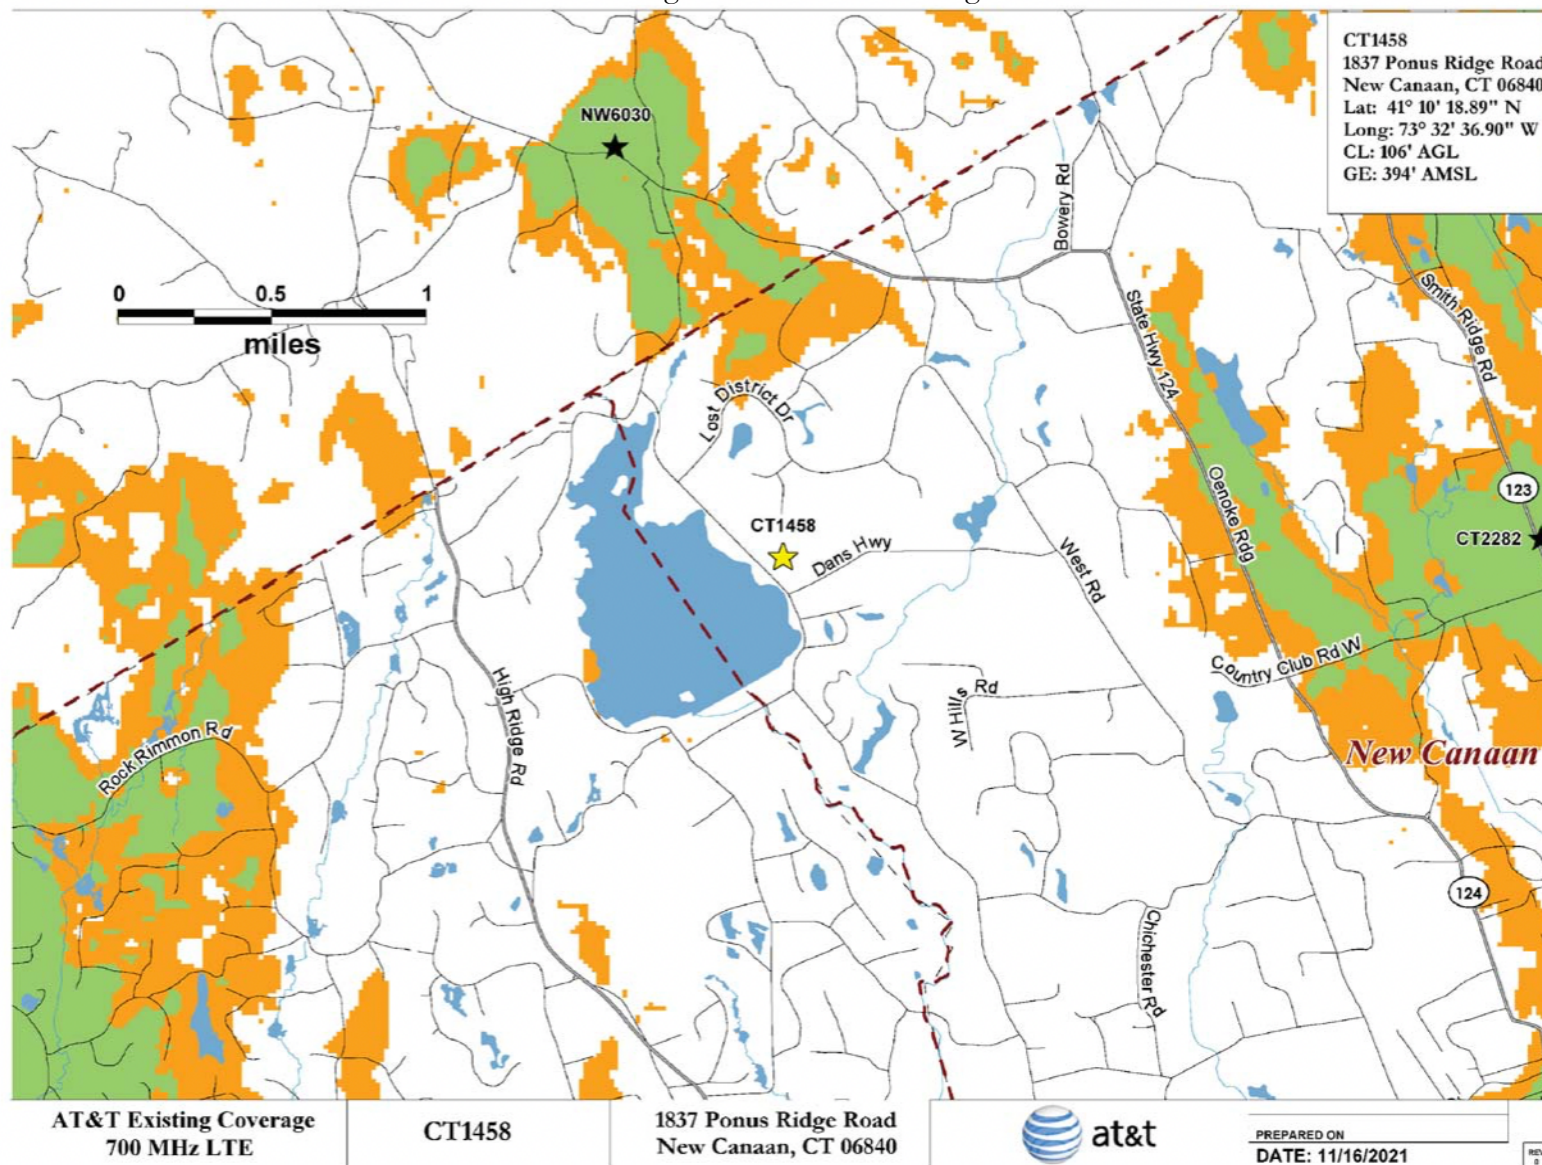 CT1458
1837 Ponus Ridge Road
New Canaan, CT 06840
Lat: 41° 10' 18.89" N
Long: 73° 32' 36.90" W
CL: 106' AGL
GE: 394' AMSL
NW6030
Bowery Rd
0 0.5 1
miles
State Hwy 124
Smith Ridge Rd
Lost District Dr
Oenoke Rdg
123
CT1458
CT2282
Dans Hwy
West Rd
Country Club Rd W
High Ridge Rd
W Hills Rd
Rock Rimmon Rd
New Canaan
124
Chichester Rd
AT&T Existing Coverage
700 MHz LTE
CT1458
1837 Ponus Ridge Road
New Canaan, CT 06840
at&t
PREPARED ON
DATE: 11/16/2021
REV
0